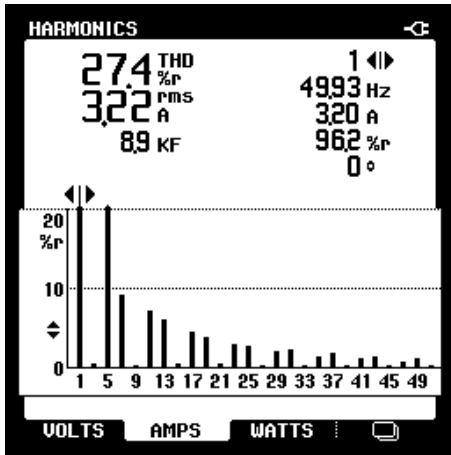 HARMONICS
27.4 THD %r
3.22 rms A
8.9 KF
1
49.93 Hz
3.20 A
96.2 %r
0 °
20
%r
10
0
1 5 9 13 17 21 25 29 33 37 41 45 49
VOLTS AMPS WATTS